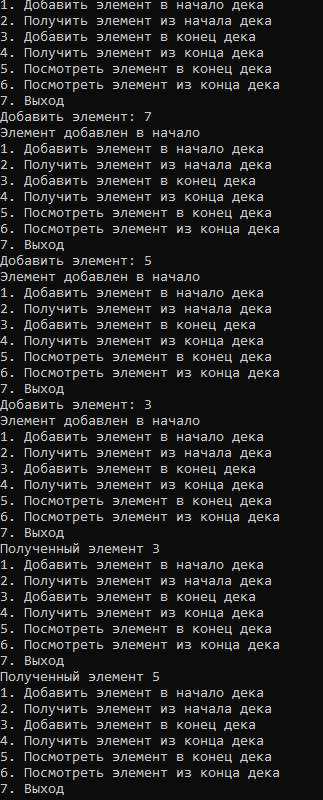 1. Добавить элемент в начало дека
2. Получить элемент из начала дека
3. Добавить элемент в конец дека
4. Получить элемент из конца дека
5. Посмотреть элемент в конец дека
6. Посмотреть элемент из конца дека
7. Выход
Добавить элемент: 7
Элемент добавлен в начало
1. Добавить элемент в начало дека
2. Получить элемент из начала дека
3. Добавить элемент в конец дека
4. Получить элемент из конца дека
5. Посмотреть элемент в конец дека
6. Посмотреть элемент из конца дека
7. Выход
Добавить элемент: 5
Элемент добавлен в начало
1. Добавить элемент в начало дека
2. Получить элемент из начала дека
3. Добавить элемент в конец дека
4. Получить элемент из конца дека
5. Посмотреть элемент в конец дека
6. Посмотреть элемент из конца дека
7. Выход
Добавить элемент: 3
Элемент добавлен в начало
1. Добавить элемент в начало дека
2. Получить элемент из начала дека
3. Добавить элемент в конец дека
4. Получить элемент из конца дека
5. Посмотреть элемент в конец дека
6. Посмотреть элемент из конца дека
7. Выход
Полученный элемент 3
1. Добавить элемент в начало дека
2. Получить элемент из начала дека
3. Добавить элемент в конец дека
4. Получить элемент из конца дека
5. Посмотреть элемент в конец дека
6. Посмотреть элемент из конца дека
7. Выход
Полученный элемент 5
1. Добавить элемент в начало дека
2. Получить элемент из начала дека
3. Добавить элемент в конец дека
4. Получить элемент из конца дека
5. Посмотреть элемент в конец дека
6. Посмотреть элемент из конца дека
7. Выход